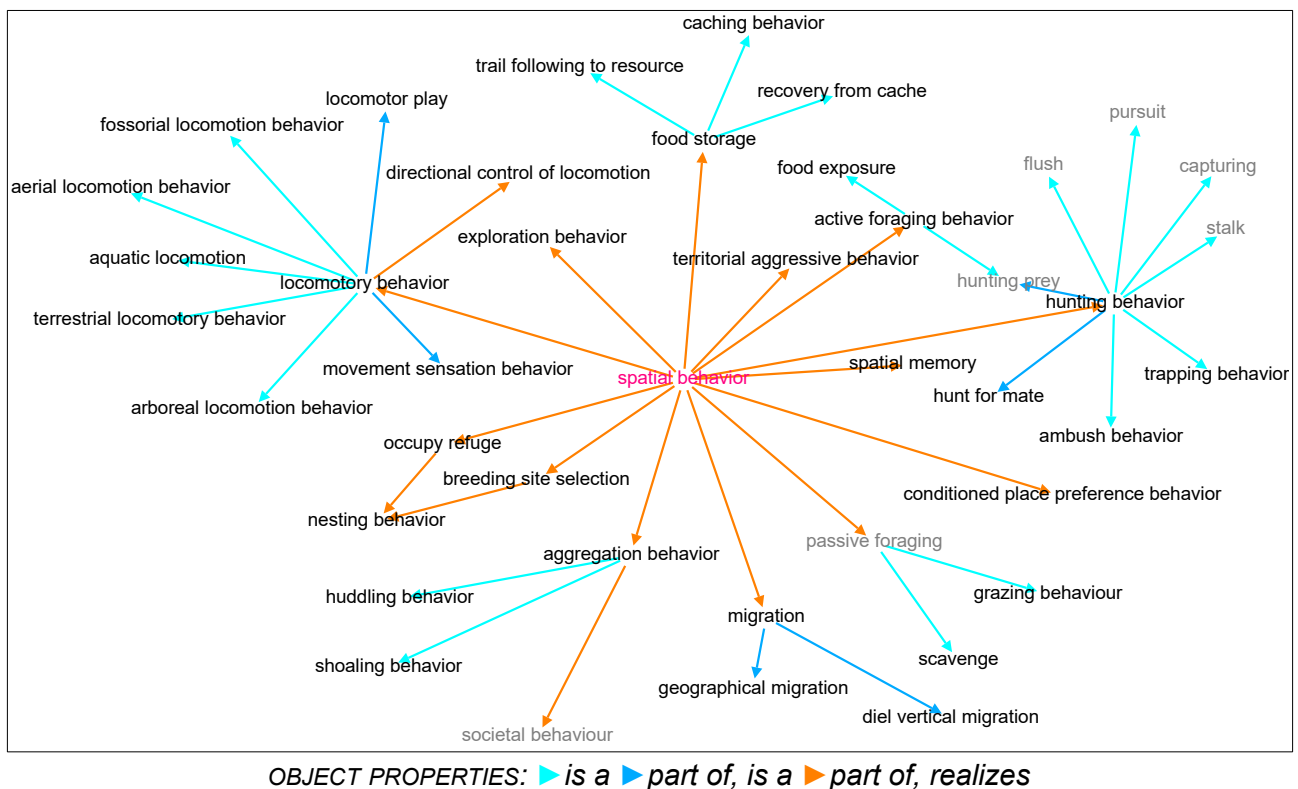 caching behavior
trail following to resource
recovery from cache
locomotor play
pursuit
fossorial locomotion behavior
food storage
flush
capturing
food exposure
directional control of locomotion
aerial locomotion behavior
active foraging behavior
stalk
exploration behavior
aquatic locomotion
territorial aggressive behavior
hunting prey
locomotory behavior
hunting behavior
terrestrial locomotory behavior
spatial memory
movement sensation behavior
trapping behavior
spatial behavior
hunt for mate
arboreal locomotion behavior
ambush behavior
occupy refuge
breeding site selection
conditioned place preference behavior
nesting behavior
passive foraging
aggregation behavior
grazing behaviour
huddling behavior
migration
scavenge
shoaling behavior
geographical migration
diel vertical migration
societal behaviour
OBJECT PROPERTIES: is a part of, is a part of, realizes